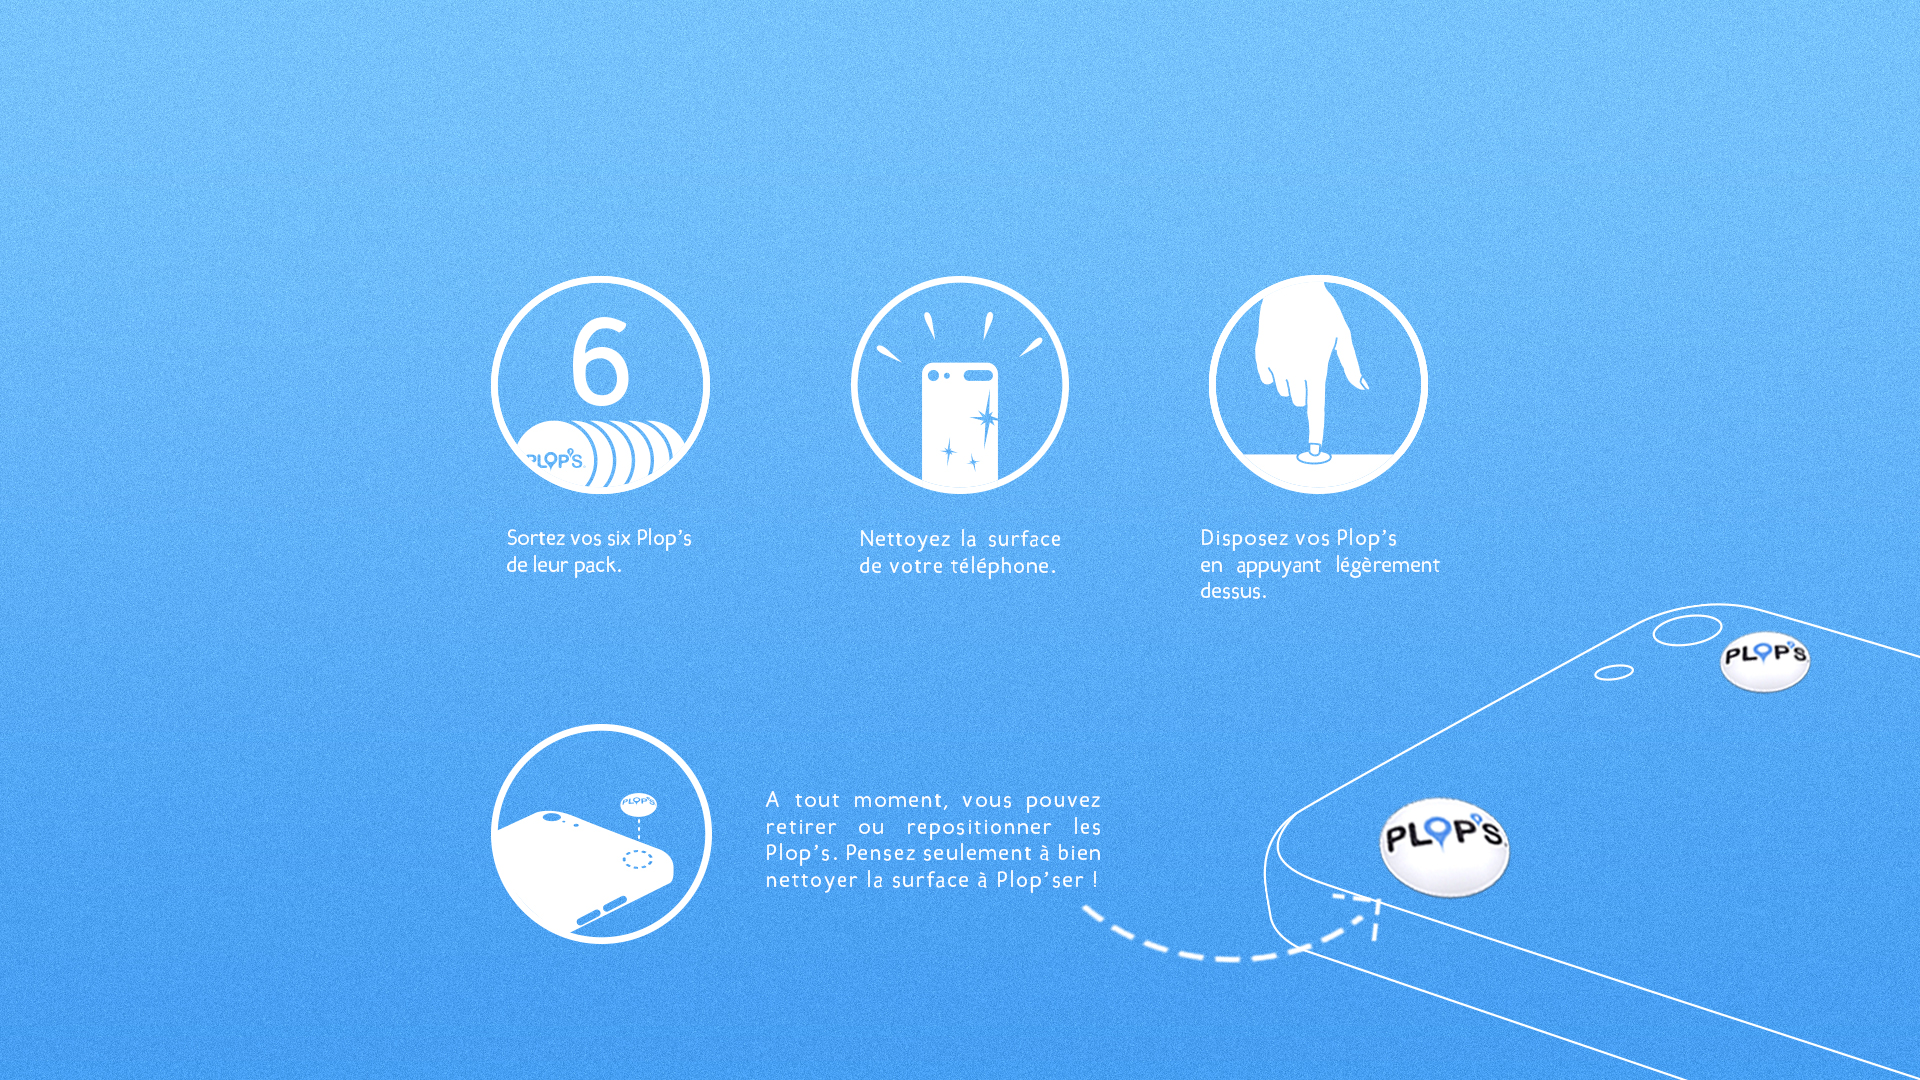 6
PLOP'S
Sortez vos six Plop's
de leur pack.
Nettoyez la surface
de votre téléphone.
Disposez vos Plop's
en appuyant légèrement
dessus.
PLOP'S
PLOP'S
A tout moment, vous pouvez
retirer ou repositionner les
Plop's. Pensez seulement à bien
nettoyer la surface à Plop'ser !
PLOP'S